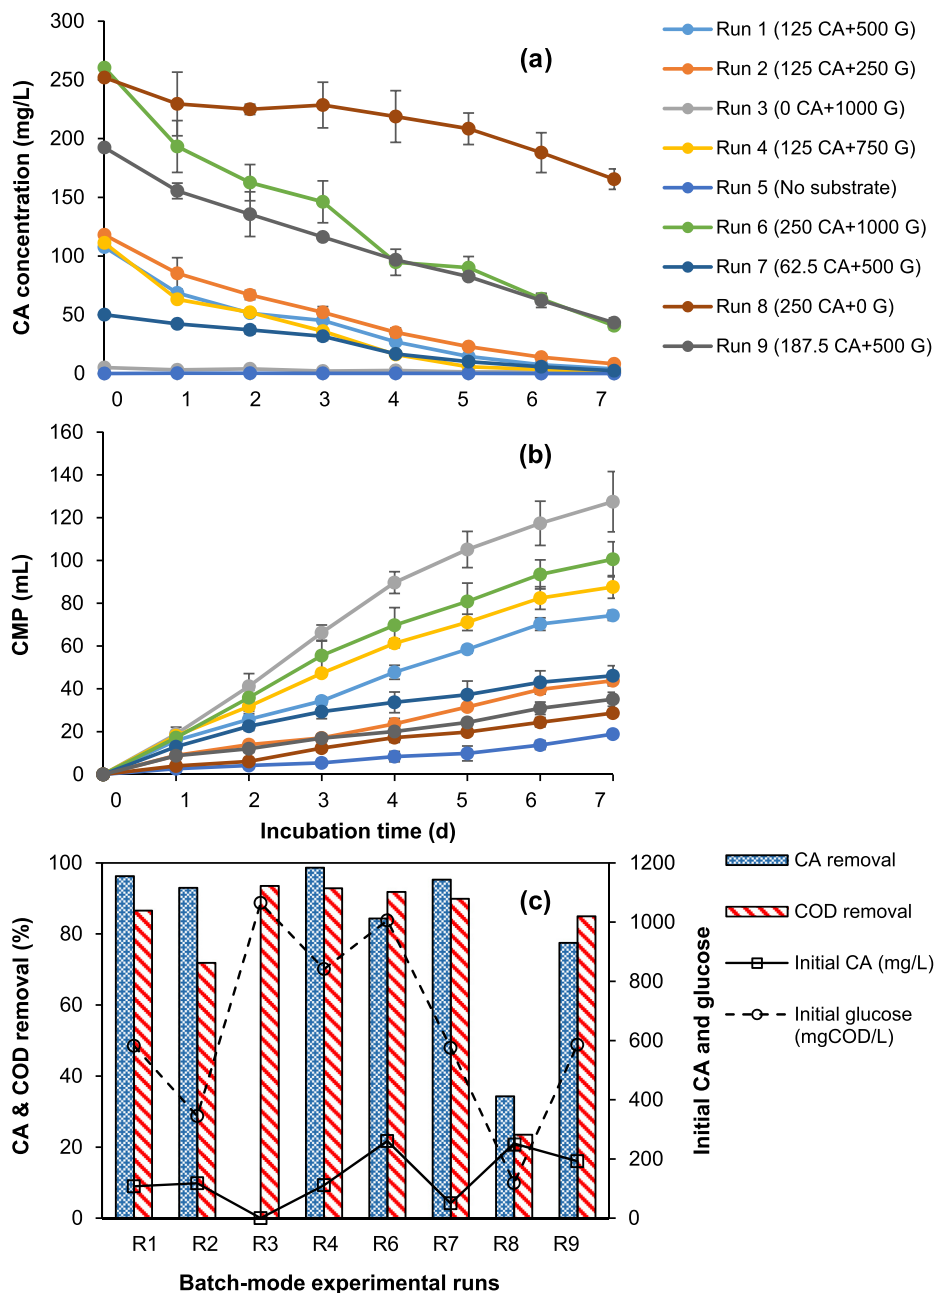 (a)
CA concentration (mg/L)
300
250
200
150
100
50
0
0 1 2 3 4 5 6 7
Run 1 (125 CA+500 G)
Run 2 (125 CA+250 G)
Run 3 (0 CA+1000 G)
Run 4 (125 CA+750 G)
Run 5 (No substrate)
Run 6 (250 CA+1000 G)
Run 7 (62.5 CA+500 G)
Run 8 (250 CA+0 G)
Run 9 (187.5 CA+500 G)
(b)
CMP (mL)
160
140
120
100
80
60
40
20
0
0 1 2 3 4 5 6 7
Incubation time (d)
(c)
CA & COD removal (%)
100
80
60
40
20
0
1200
1000
800
600
400
200
0
Initial CA and glucose
R1 R2 R3 R4 R6 R7 R8 R9
Batch-mode experimental runs
CA removal
COD removal
Initial CA (mg/L)
Initial glucose
(mgCOD/L)